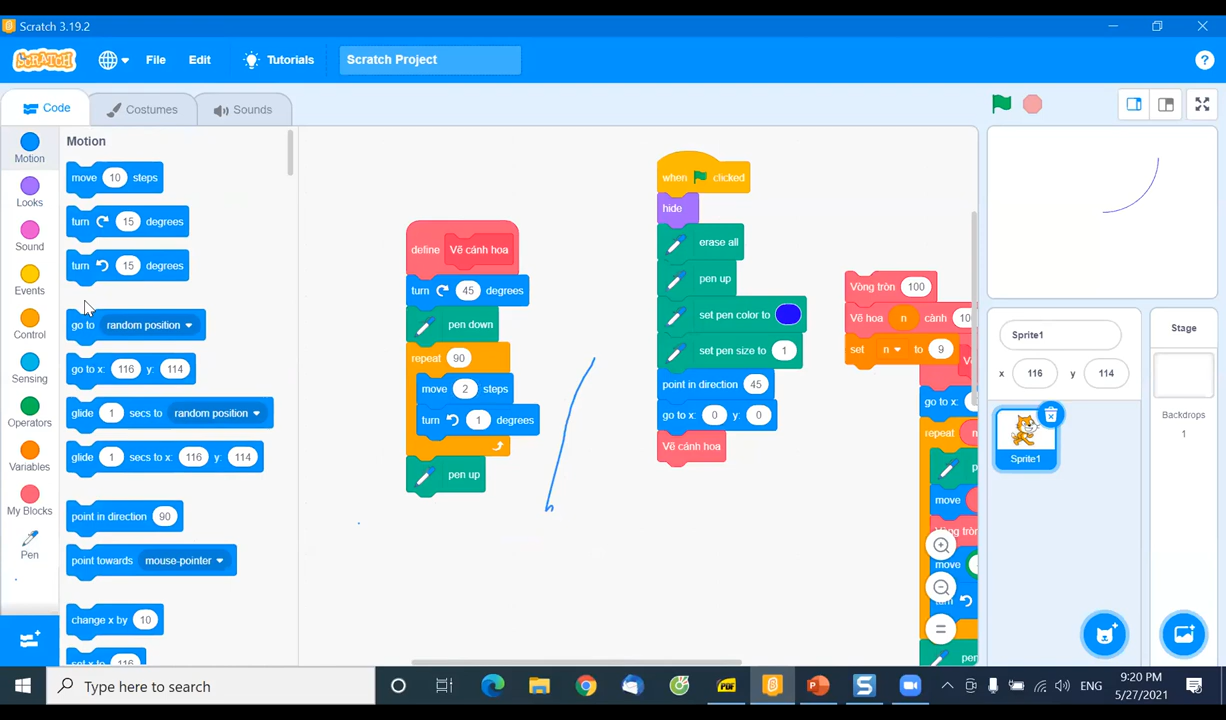 Scratch 3.19.2
SCRATCH
File
Edit
Tutorials
Scratch Project
?
Code
Costumes
Sounds
Motion
Looks
Sound
Events
Control
Sensing
Operators
Variables
My Blocks
Pen
Motion
move 10 steps
turn 15 degrees
turn 15 degrees
go to random position
go to x: 116 y: 114
glide 1 secs to random position
glide 1 secs to x: 116 y: 114
point in direction 90
point towards mouse-pointer
change x by 10
set x to 116
define Vẽ cánh hoa
turn 45 degrees
pen down
repeat 90
move 2 steps
turn 1 degrees
pen up
when clicked
hide
erase all
pen up
set pen color to
set pen size to 1
point in direction 45
go to x: 0 y: 0
Vẽ cánh hoa
Vòng tròn 100
Vẽ hoa n cành
set n to 9
go to x:
repeat
move
move
Sprite1
x 116 y 114
Sprite1
Stage
Backdrops
1
Type here to search
PDF
S
ENG
9:20 PM
5/27/2021